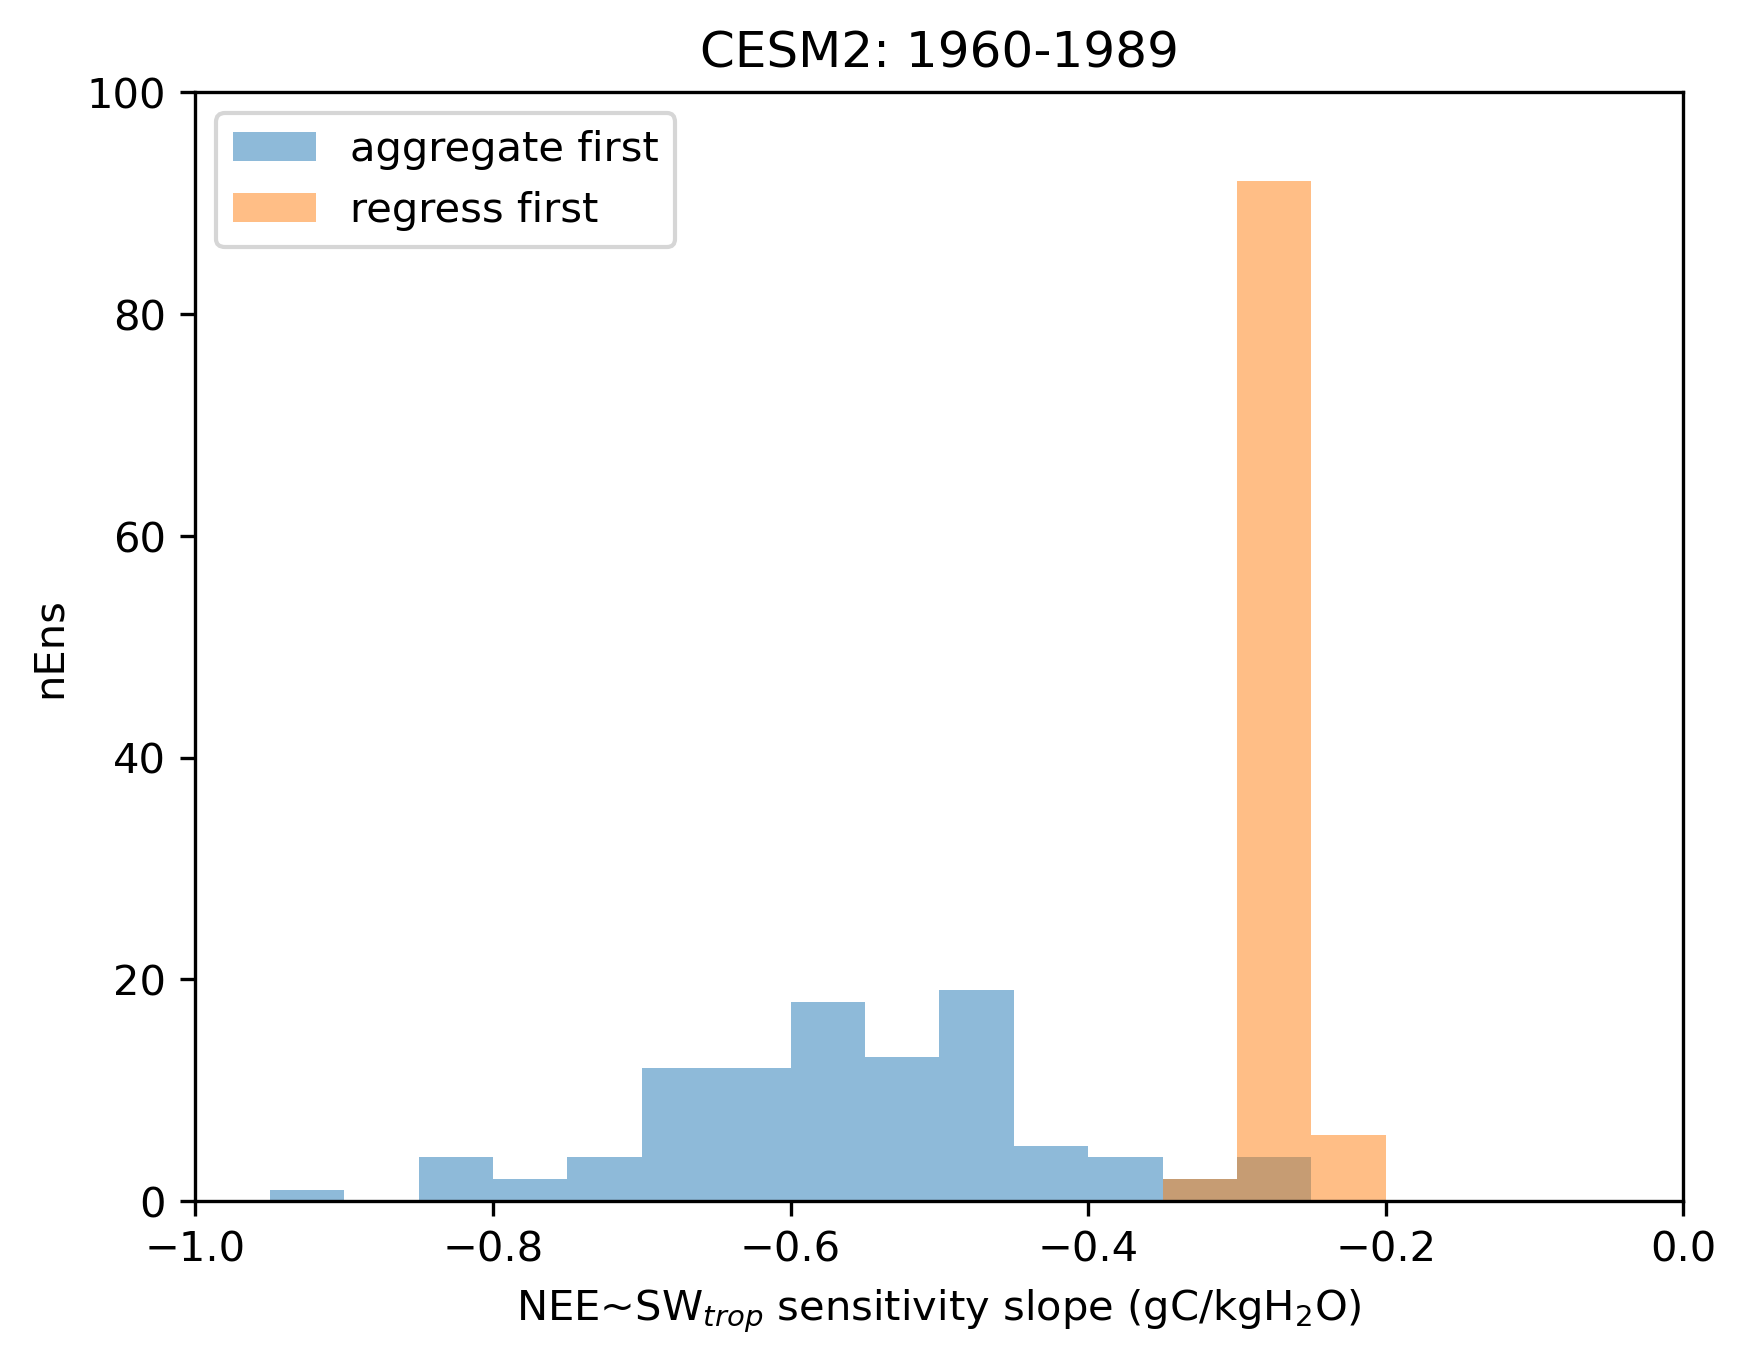 CESM2: 1960-1989
aggregate first
regress first
100
80
60
40
20
0
nEns
−1.0
−0.8
−0.6
−0.4
−0.2
0.0
NEE~SW_trop sensitivity slope (gC/kgH₂O)